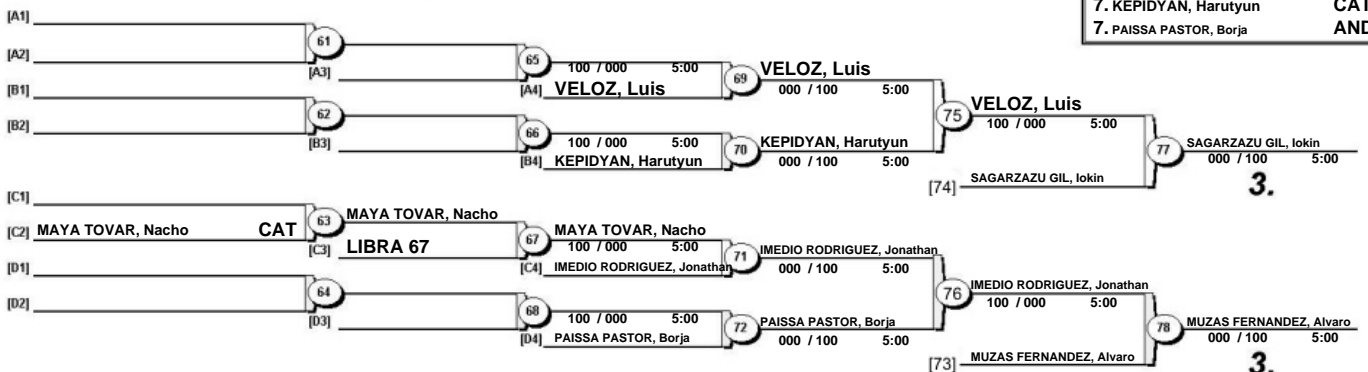 7. KEPIDYAN, Harutyun CAT
7. PAISSA PASTOR, Borja AND
[A1]
61
[A2]
[A3]
65
100 / 000 5:00
[A4] VELOZ, Luis
69
VELOZ, Luis
000 / 100 5:00
[B1]
62
[B2]
[B3]
66
100 / 000 5:00
[B4] KEPIDYAN, Harutyun
70
KEPIDYAN, Harutyun
000 / 100 5:00
75
VELOZ, Luis
100 / 000 5:00
[74] SAGARZAZU GIL, Iokin
77
SAGARZAZU GIL, Iokin
000 / 100 5:00
3.
[C1]
[C2] MAYA TOVAR, Nacho CAT
63
MAYA TOVAR, Nacho
[C3] LIBRA 67
67
MAYA TOVAR, Nacho
100 / 000 5:00
[C4] IMEDIO RODRIGUEZ, Jonathan
71
IMEDIO RODRIGUEZ, Jonathan
000 / 100 5:00
[D1]
64
[D2]
[D3]
68
100 / 000 5:00
[D4] PAISSA PASTOR, Borja
72
PAISSA PASTOR, Borja
000 / 100 5:00
76
IMEDIO RODRIGUEZ, Jonathan
100 / 000 5:00
[73] MUZAS FERNANDEZ, Alvaro
78
MUZAS FERNANDEZ, Alvaro
000 / 100 5:00
3.